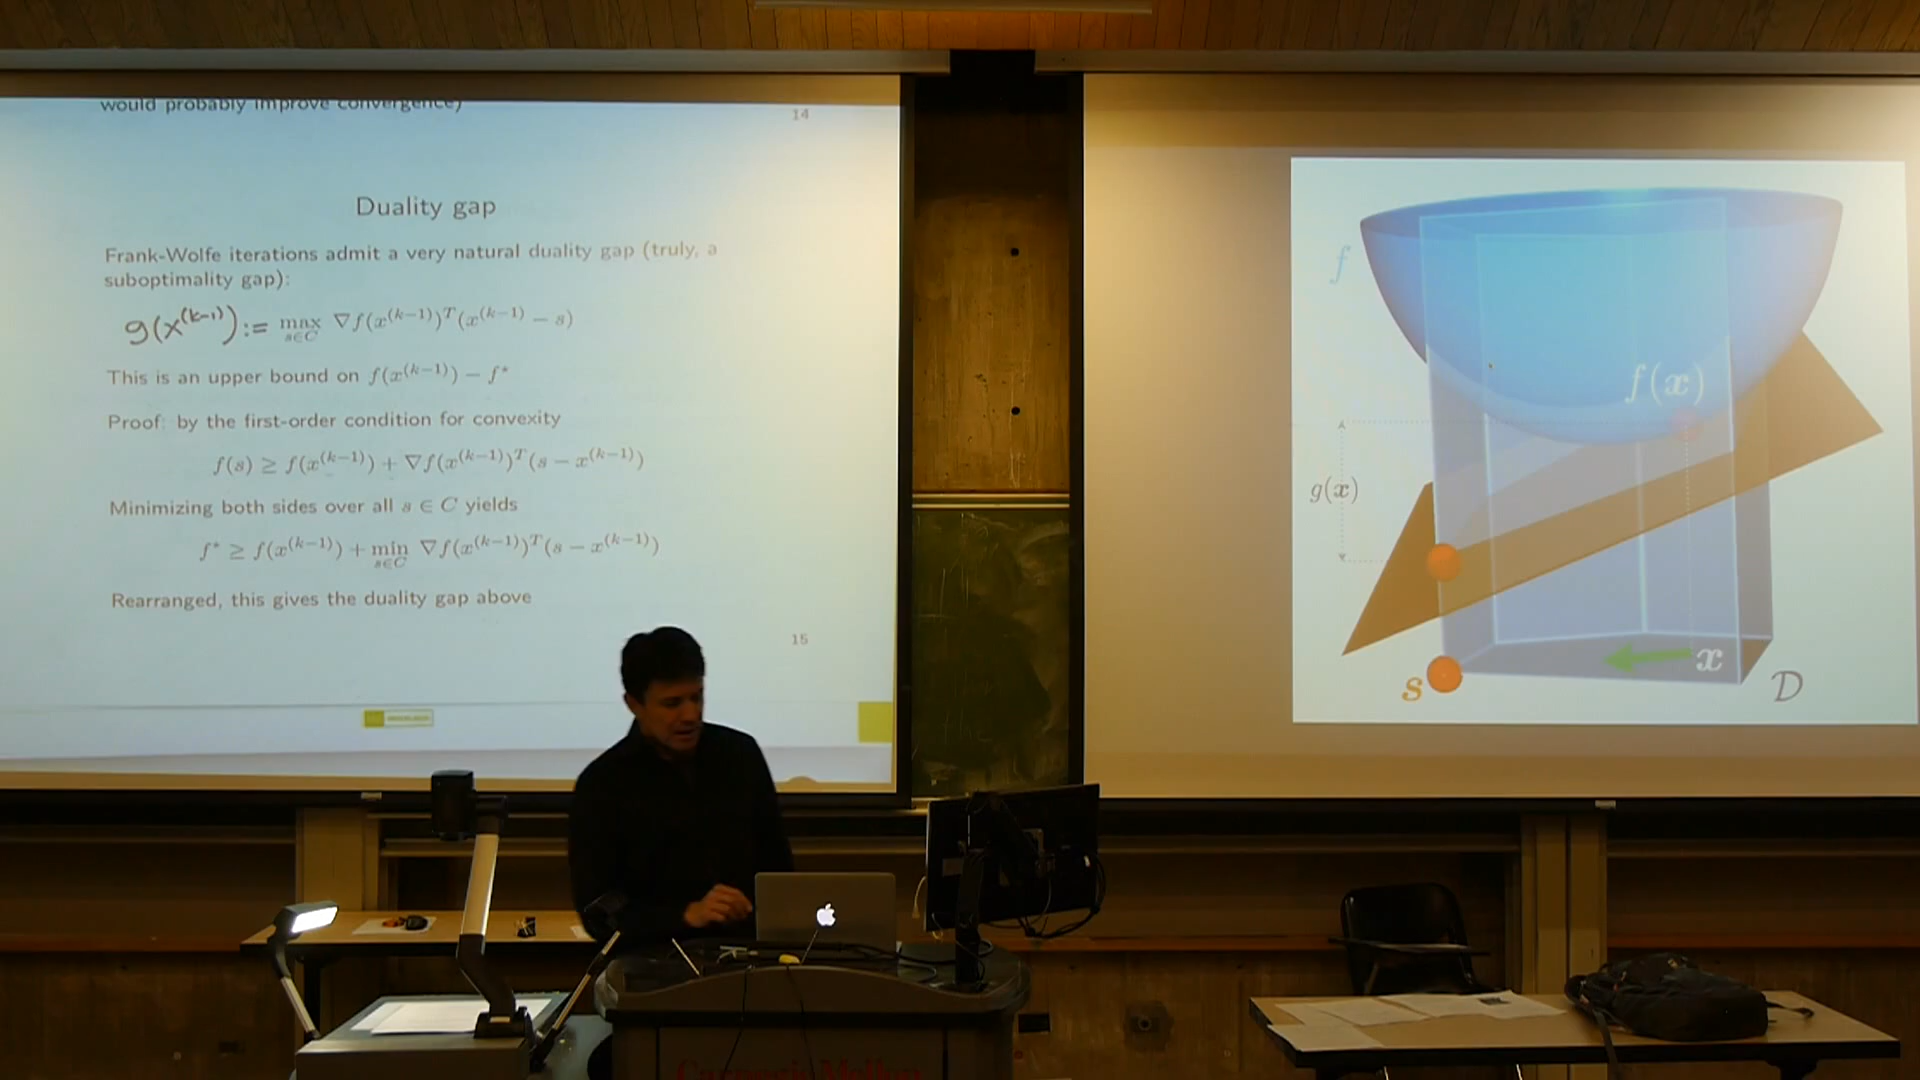 would probably improve convergence)
14
Duality gap
Frank-Wolfe iterations admit a very natural duality gap (truly, a
suboptimality gap):
g(x^{(k-1)}) := max_{s∈C} ∇f(x^{(k-1)})^T(x^{(k-1)} − s)
This is an upper bound on f(x^{(k-1)}) − f*
Proof: by the first-order condition for convexity
f(s) ≥ f(x^{(k-1)}) + ∇f(x^{(k-1)})^T(s − x^{(k-1)})
Minimizing both sides over all s ∈ C yields
f* ≥ f(x^{(k-1)}) + min_{s∈C} ∇f(x^{(k-1)})^T(s − x^{(k-1)})
Rearranged, this gives the duality gap above
15
f
f(x)
g(x)
x
s
D
Carnegie Mellon